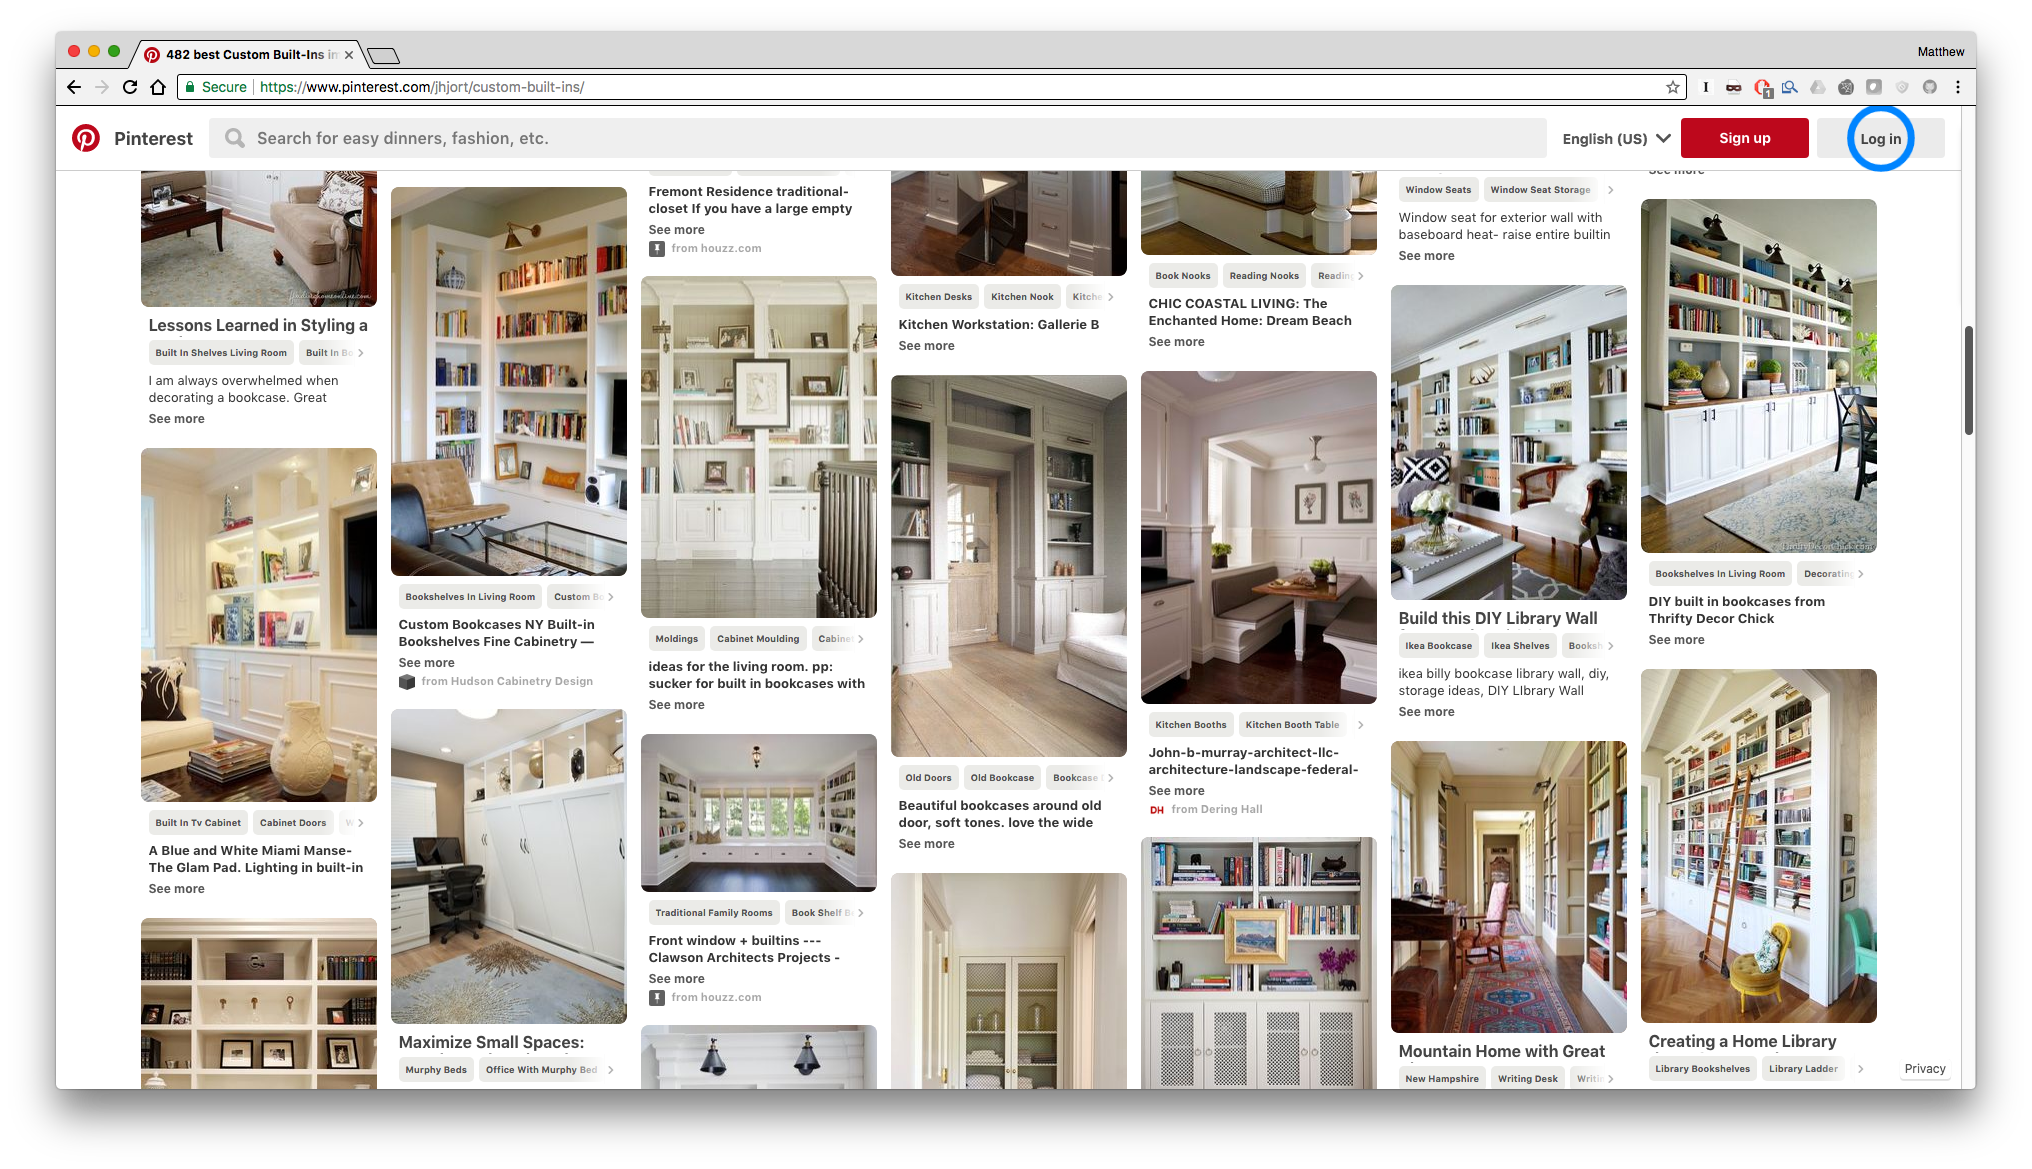 482 best Custom Built-Ins
Matthew
Secure
https://www.pinterest.com/jhjort/custom-built-ins/
Pinterest
Search for easy dinners, fashion, etc.
English (US)
Sign up
Log in
Lessons Learned in Styling a
Built In Shelves Living Room
Built In
I am always overwhelmed when
decorating a bookcase. Great
See more
Built In Tv Cabinet
Cabinet Doors
A Blue and White Miami Manse-
The Glam Pad. Lighting in built-in
See more
Bookshelves In Living Room
Custom
Custom Bookcases NY Built-in
Bookshelves Fine Cabinetry —
See more
from Hudson Cabinetry Design
Maximize Small Spaces:
Murphy Beds
Office With Murphy Bed
Fremont Residence traditional-
closet If you have a large empty
See more
from houzz.com
Moldings
Cabinet Moulding
Cabinet
ideas for the living room. pp:
sucker for built in bookcases with
See more
Traditional Family Rooms
Book Shelf
Front window + builtins ---
Clawson Architects Projects -
See more
from houzz.com
Kitchen Desks
Kitchen Nook
Kitche
Kitchen Workstation: Gallerie B
See more
Old Doors
Old Bookcase
Bookcase
Beautiful bookcases around old
door, soft tones. love the wide
See more
Book Nooks
Reading Nooks
Reading
CHIC COASTAL LIVING: The
Enchanted Home: Dream Beach
See more
Kitchen Booths
Kitchen Booth Table
John-b-murray-architect-llc-
architecture-landscape-federal-
See more
DH from Dering Hall
Window Seats
Window Seat Storage
Window seat for exterior wall with
baseboard heat- raise entire builtin
See more
Build this DIY Library Wall
Ikea Bookcase
Ikea Shelves
Booksh
ikea billy bookcase library wall, diy,
storage ideas, DIY LIbrary Wall
See more
Mountain Home with Great
New Hampshire
Writing Desk
Writin
See more
Bookshelves In Living Room
Decorating
DIY built in bookcases from
Thrifty Decor Chick
See more
Creating a Home Library
Library Bookshelves
Library Ladder
Privacy